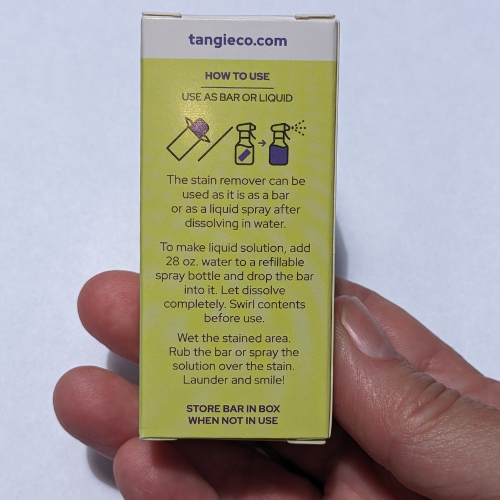 tangieco.com
HOW TO USE
USE AS BAR OR LIQUID
The stain remover can be
used as it is as a bar
or as a liquid spray after
dissolving in water.
To make liquid solution, add
28 oz. water to a refillable
spray bottle and drop the bar
into it. Let dissolve
completely. Swirl contents
before use.
Wet the stained area.
Rub the bar or spray the
solution over the stain.
Launder and smile!
STORE BAR IN BOX
WHEN NOT IN USE